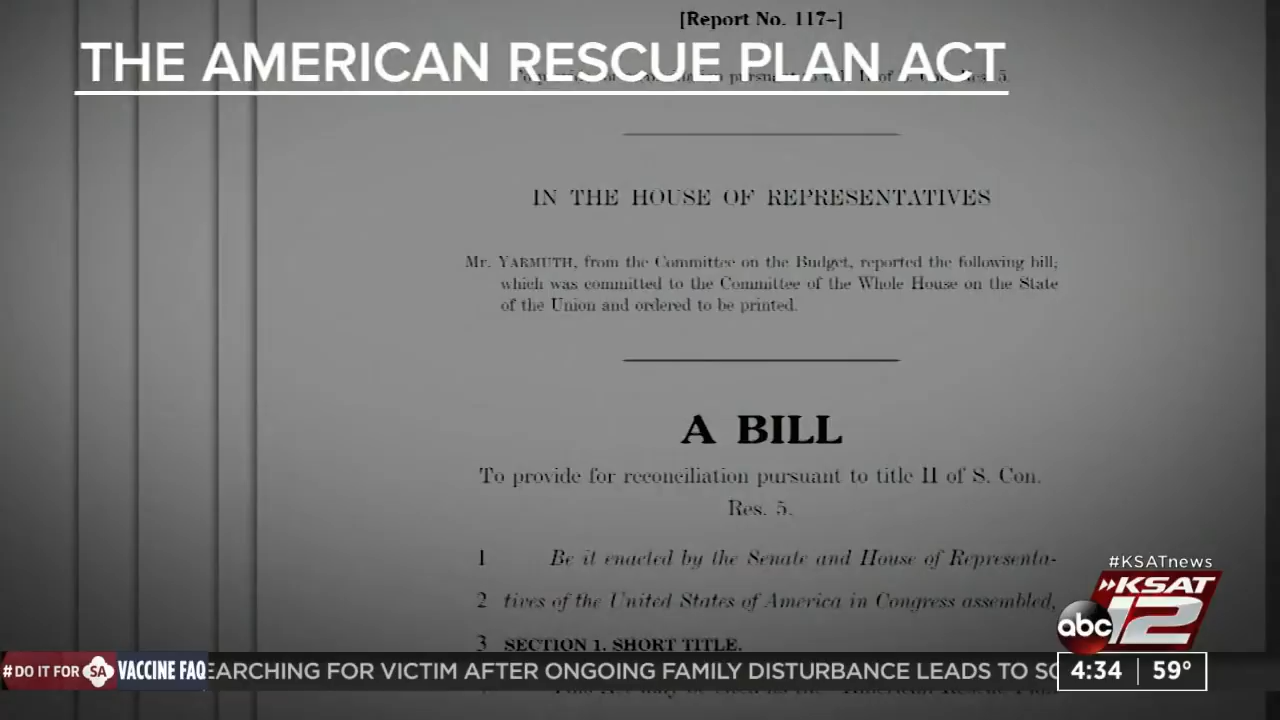 [Report No. 117–]
THE AMERICAN RESCUE PLAN ACT
IN THE HOUSE OF REPRESENTATIVES
Mr. YARMUTH, from the Committee on the Budget, reported the following bill;
which was committed to the Committee of the Whole House on the State
of the Union and ordered to be printed.
A BILL
To provide for reconciliation pursuant to title II of S. Con.
Res. 5.
1 Be it enacted by the Senate and House of Representa-
2 tives of the United States of America in Congress assembled,
3 SECTION 1. SHORT TITLE.
#KSATnews
KSAT
abc 12
#DO IT FOR SA VACCINE FAQ EARCHING FOR VICTIM AFTER ONGOING FAMILY DISTURBANCE LEADS TO SC 4:34 59°